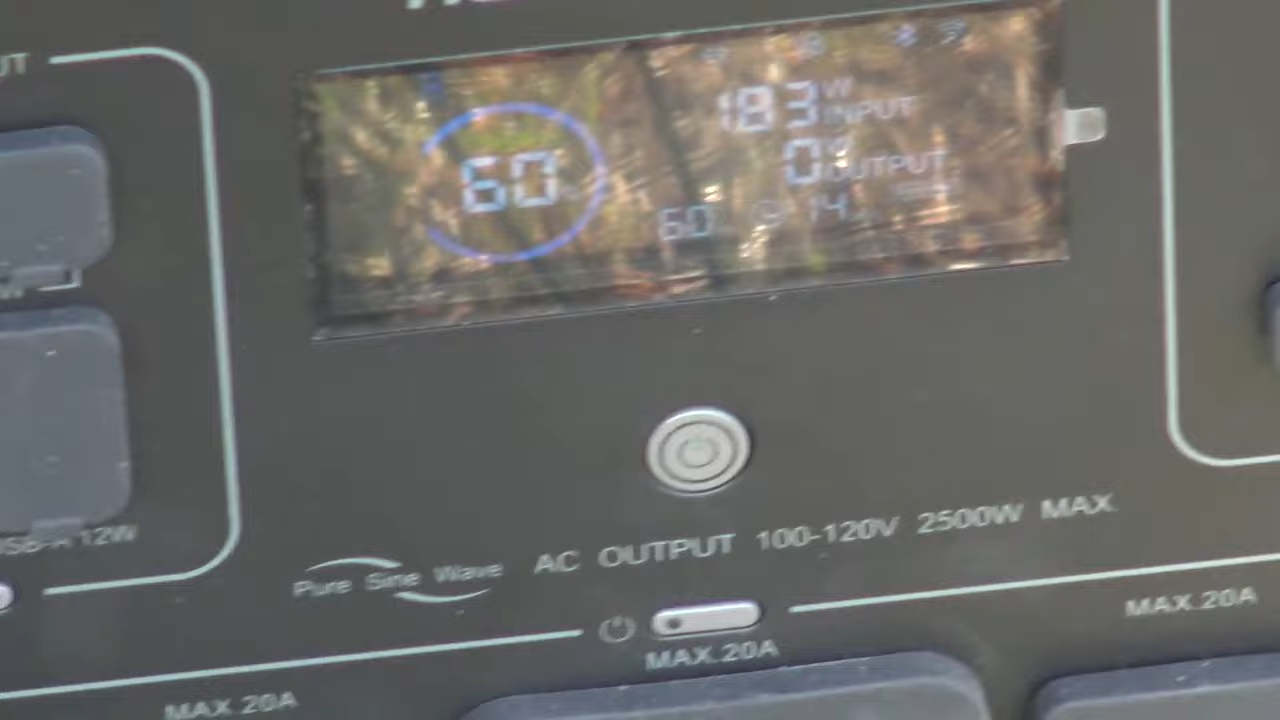 60
183 W
INPUT
0 W
OUTPUT
60
14
USB-A 12W
Pure Sine Wave
AC OUTPUT 100-120V 2500W MAX.
MAX.20A
MAX.20A
MAX.20A